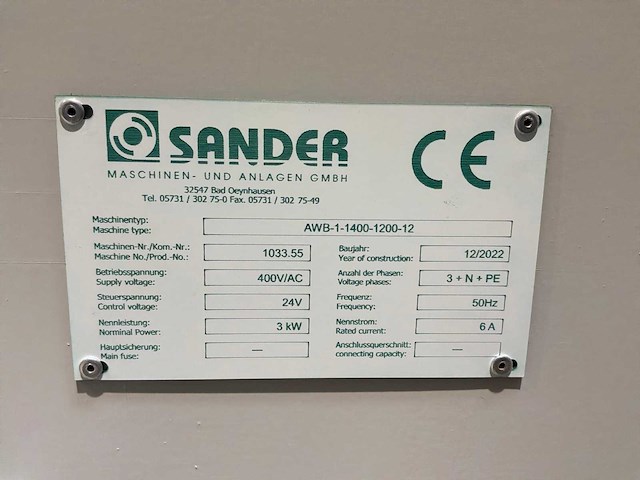 SANDER
CE
MASCHINEN- UND ANLAGEN GMBH
32547 Bad Oeynhausen
Tel. 05731 / 302 75-0 Fax. 05731 / 302 75-49
Maschinentyp:
Machine type: AWB-1-1400-1200-12
Maschinen-Nr./Kom.-Nr.: Baujahr:
Maschine No./Prod.-No.: 1033.55 Year of construction: 12/2022
Betriebsspannung: Anzahl der Phasen:
Supply voltage: 400V/AC Voltage phases: 3 + N + PE
Steuerspannung: Frequenz:
Control voltage: 24V Frequency: 50Hz
Nennleistung: Nennstrom:
Norminal Power: 3 kW Rated current: 6 A
Hauptsicherung: Anschlussquerschnitt:
Main fuse: — connecting capacity: —